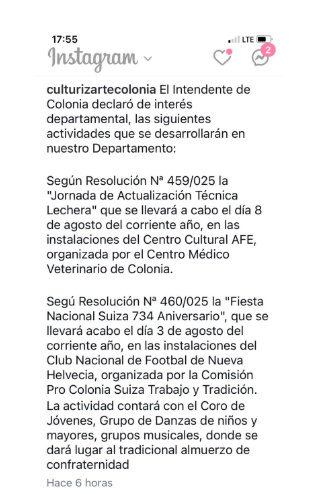 17:55
LTE
Instagram
2
culturizartecolonia El Intendente de
Colonia declaró de interés
departamental, las siguientes
actividades que se desarrollarán en
nuestro Departamento:
Según Resolución Nª 459/025 la
"Jornada de Actualización Técnica
Lechera" que se llevará a cabo el día 8
de agosto del corriente año, en las
instalaciones del Centro Cultural AFE,
organizada por el Centro Médico
Veterinario de Colonia.
Segú Resolución Nª 460/025 la "Fiesta
Nacional Suiza 734 Aniversario", que se
llevará acabo el día 3 de agosto del
corriente año, en las instalaciones del
Club Nacional de Footbal de Nueva
Helvecia, organizada por la Comisión
Pro Colonia Suiza Trabajo y Tradición.
La actividad contará con el Coro de
Jóvenes, Grupo de Danzas de niños y
mayores, grupos musicales, donde se
dará lugar al tradicional almuerzo de
confraternidad
Hace 6 horas